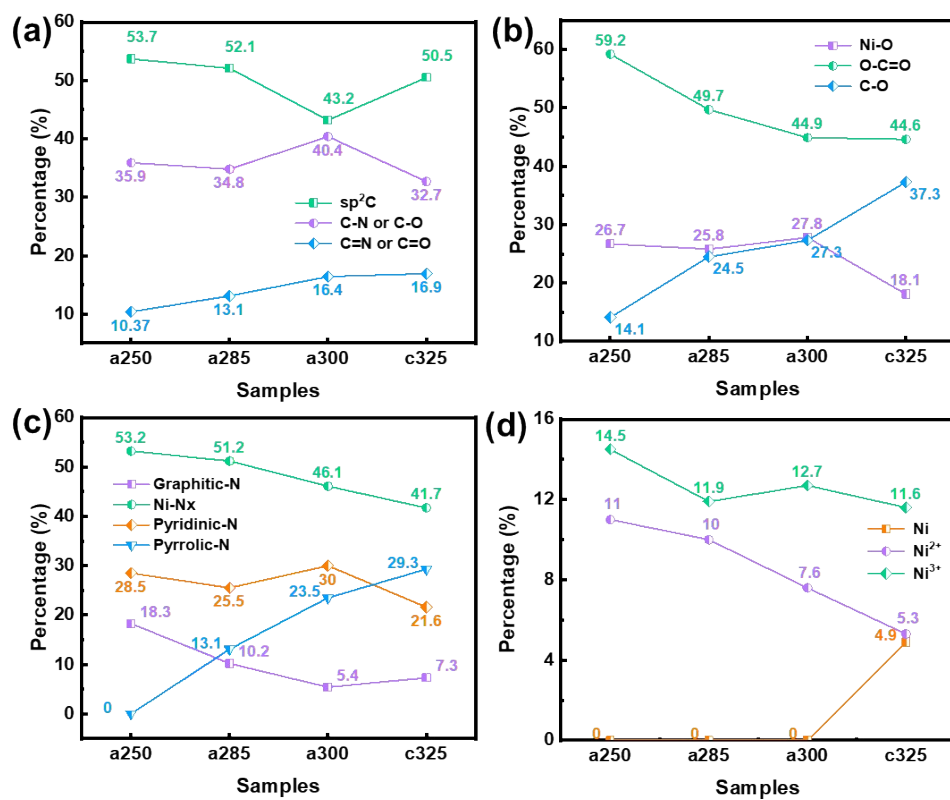 (a)
60
50
40
30
20
10
Percentage (%)
53.7
52.1
43.2
50.5
35.9
34.8
40.4
32.7
sp²C
C-N or C-O
C=N or C=O
10.37
13.1
16.4
16.9
a250
a285
a300
c325
Samples
(b)
60
50
40
30
20
10
Percentage (%)
59.2
49.7
44.9
44.6
Ni-O
O-C=O
C-O
26.7
25.8
27.8
18.1
14.1
24.5
27.3
37.3
a250
a285
a300
c325
Samples
(c)
60
50
40
30
20
10
0
Percentage (%)
53.2
51.2
46.1
41.7
Graphitic-N
Ni-Nx
Pyridinic-N
Pyrrolic-N
28.5
25.5
30
21.6
18.3
10.2
5.4
7.3
0
13.1
23.5
29.3
a250
a285
a300
c325
Samples
(d)
16
12
8
4
0
Percentage (%)
14.5
11.9
12.7
11.6
Ni
Ni²⁺
Ni³⁺
11
10
7.6
5.3
0
0
0
4.9
a250
a285
a300
c325
Samples